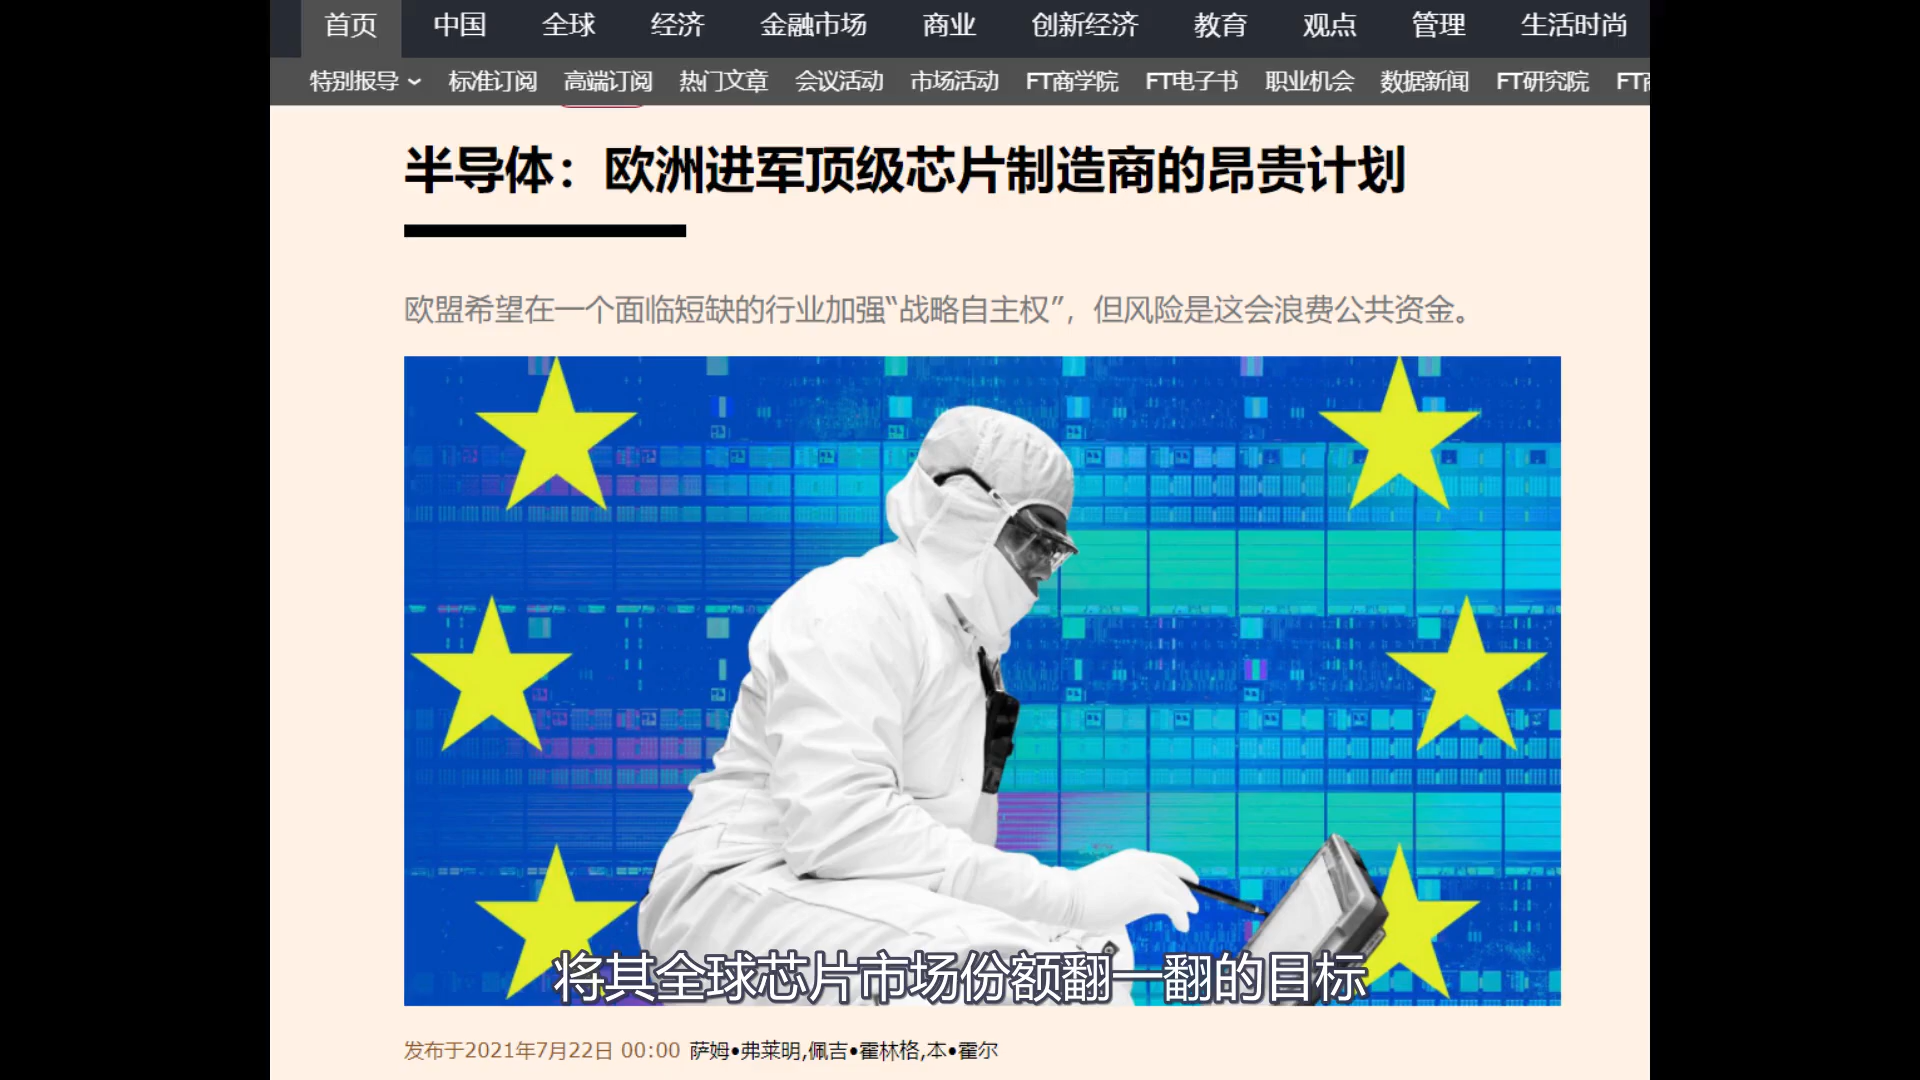 首页 中国 全球 经济 金融市场 商业 创新经济 教育 观点 管理 生活时尚
特别报导 标准订阅 高端订阅 热门文章 会议活动 市场活动 FT商学院 FT电子书 职业机会 数据新闻 FT研究院 FT商
半导体：欧洲进军顶级芯片制造商的昂贵计划
欧盟希望在一个面临短缺的行业加强“战略自主权”，但风险是这会浪费公共资金。
将其全球芯片市场份额翻一翻的目标
发布于2021年7月22日 00:00 萨姆•弗莱明,佩吉•霍林格,本•霍尔